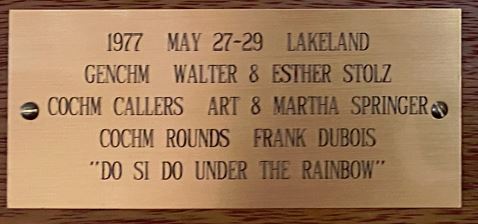 1977 MAY 27-29 LAKELAND
GENCHM WALTER & ESTHER STOLZ
COCHM CALLERS ART & MARTHA SPRINGER
COCHM ROUNDS FRANK DUBOIS
"DO SI DO UNDER THE RAINBOW"